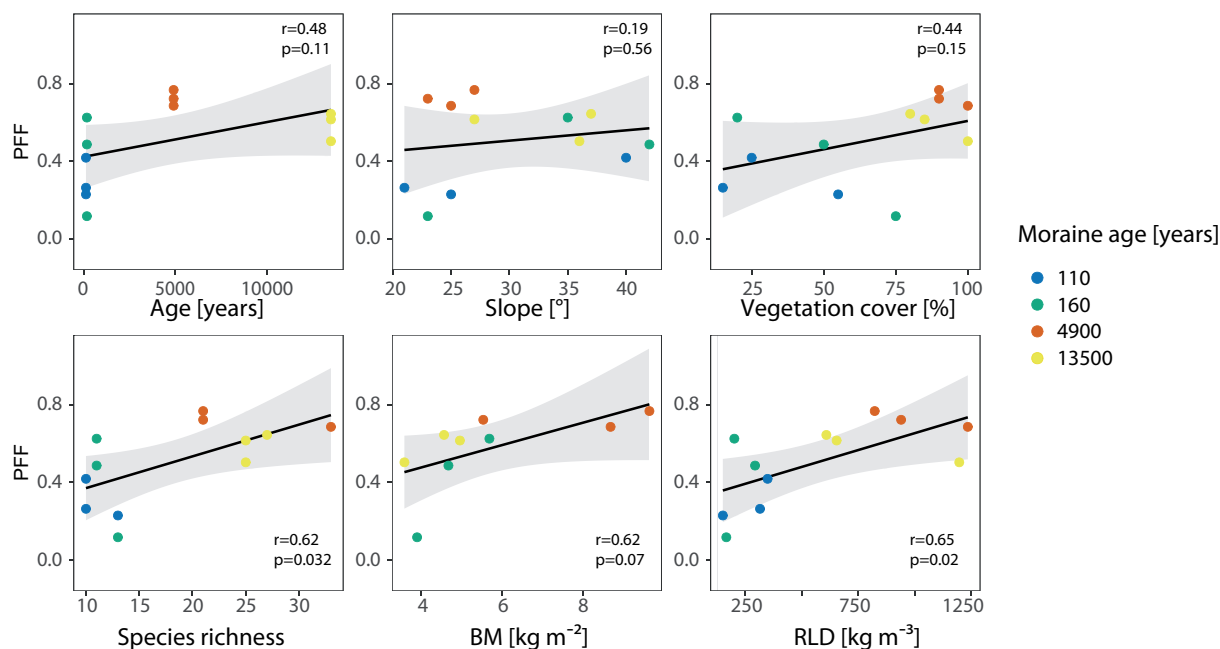 r=0.48
p=0.11
r=0.19
p=0.56
r=0.44
p=0.15
PFF
0.8
0.4
0.0
0 5000 10000
20 25 30 35 40
25 50 75 100
Age [years]
Slope [°]
Vegetation cover [%]
Moraine age [years]
110
160
4900
13500
PFF
0.8
0.4
0.0
r=0.62
p=0.032
r=0.62
p=0.07
r=0.65
p=0.02
10 15 20 25 30
4 6 8
250 750 1250
Species richness
BM [kg m⁻²]
RLD [kg m⁻³]